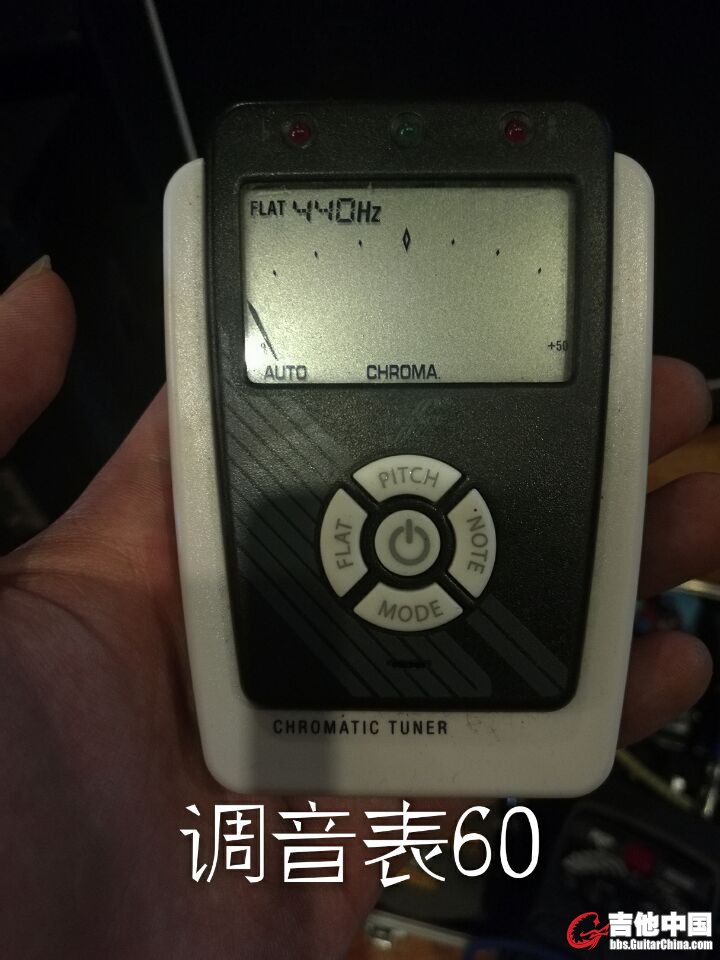 FLAT 440Hz
+50
AUTO CHROMA.
PITCH
FLAT
NOTE
MODE
CHROMATIC TUNER
调音表60
吉他中国
bbs.GuitarChina.com